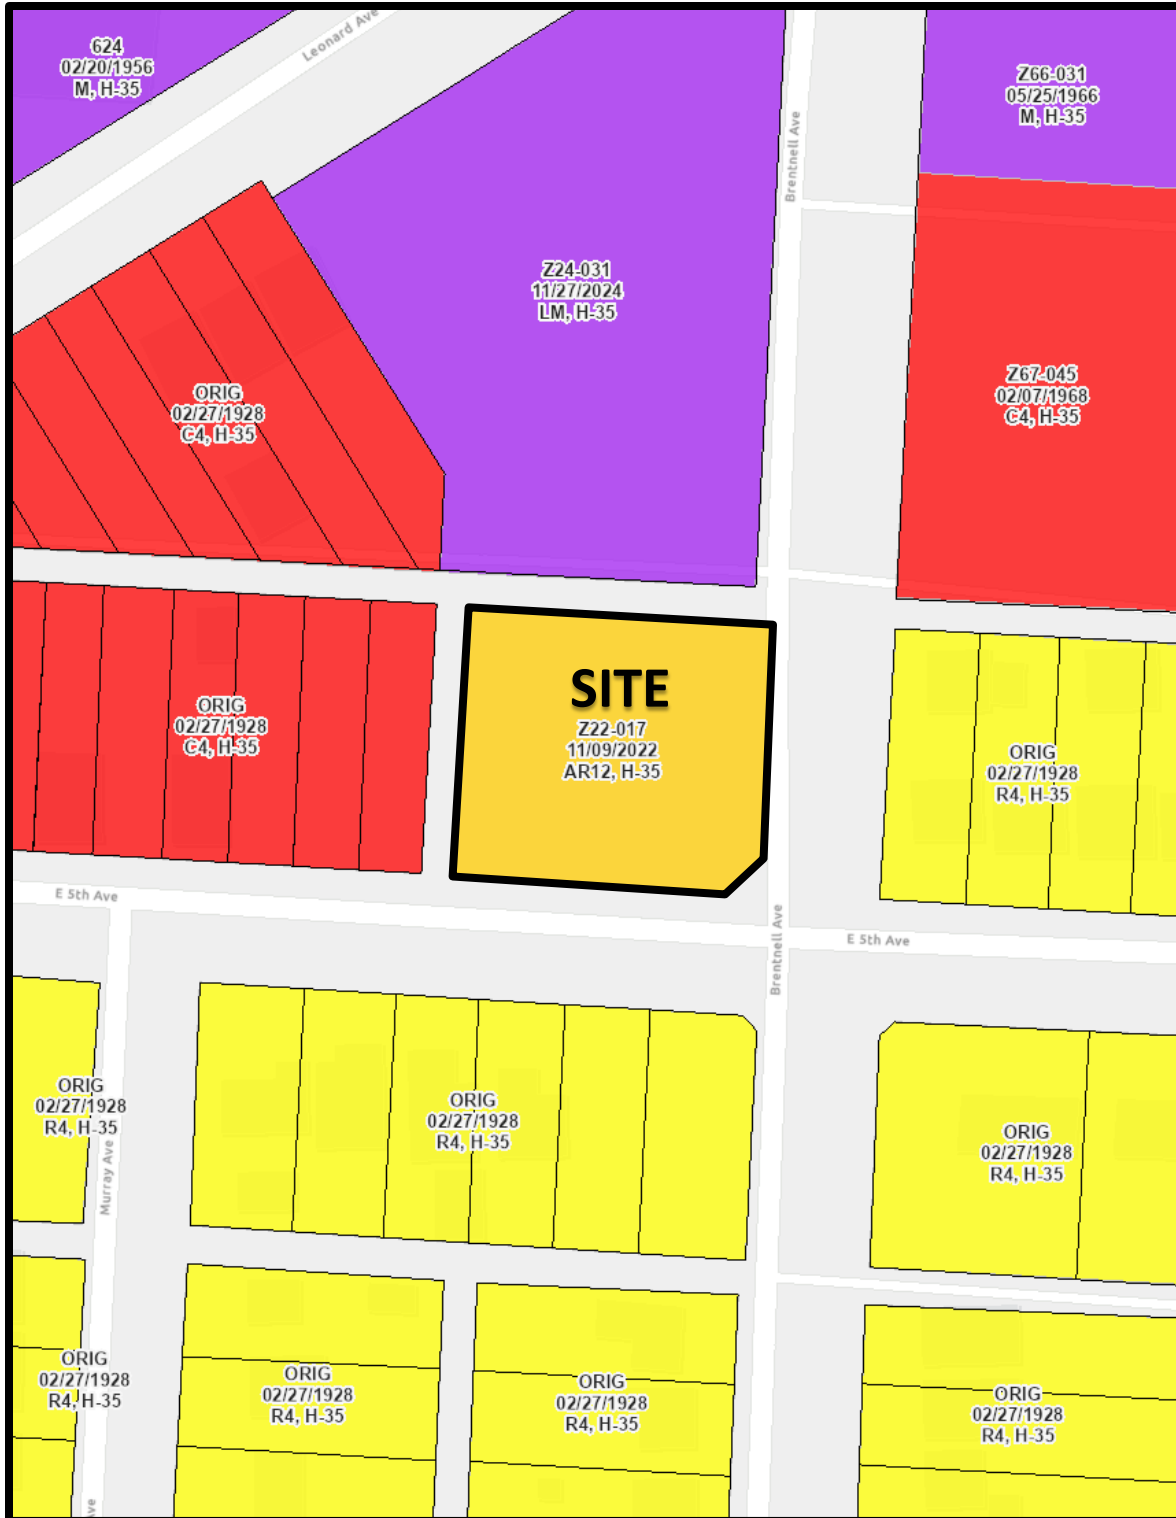 624
02/20/1956
M, H-35
Leonard Ave
Z66-031
05/25/1966
M, H-35
Brentnell Ave
Z24-031
11/27/2024
LM, H-35
ORIG
02/27/1928
C4, H-35
Z67-045
02/07/1968
C4, H-35
SITE
Z22-017
11/09/2022
AR12, H-35
ORIG
02/27/1928
C4, H-35
ORIG
02/27/1928
R4, H-35
E 5th Ave
Brentnell Ave
E 5th Ave
ORIG
02/27/1928
R4, H-35
Murray Ave
ORIG
02/27/1928
R4, H-35
ORIG
02/27/1928
R4, H-35
ORIG
02/27/1928
R4, H-35
ORIG
02/27/1928
R4, H-35
ORIG
02/27/1928
R4, H-35
ORIG
02/27/1928
R4, H-35
Ave